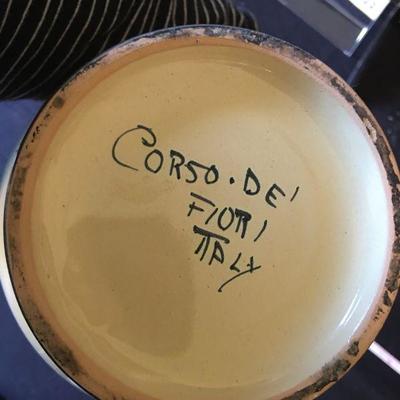 CORSO · DE'
FIORI
ITALY